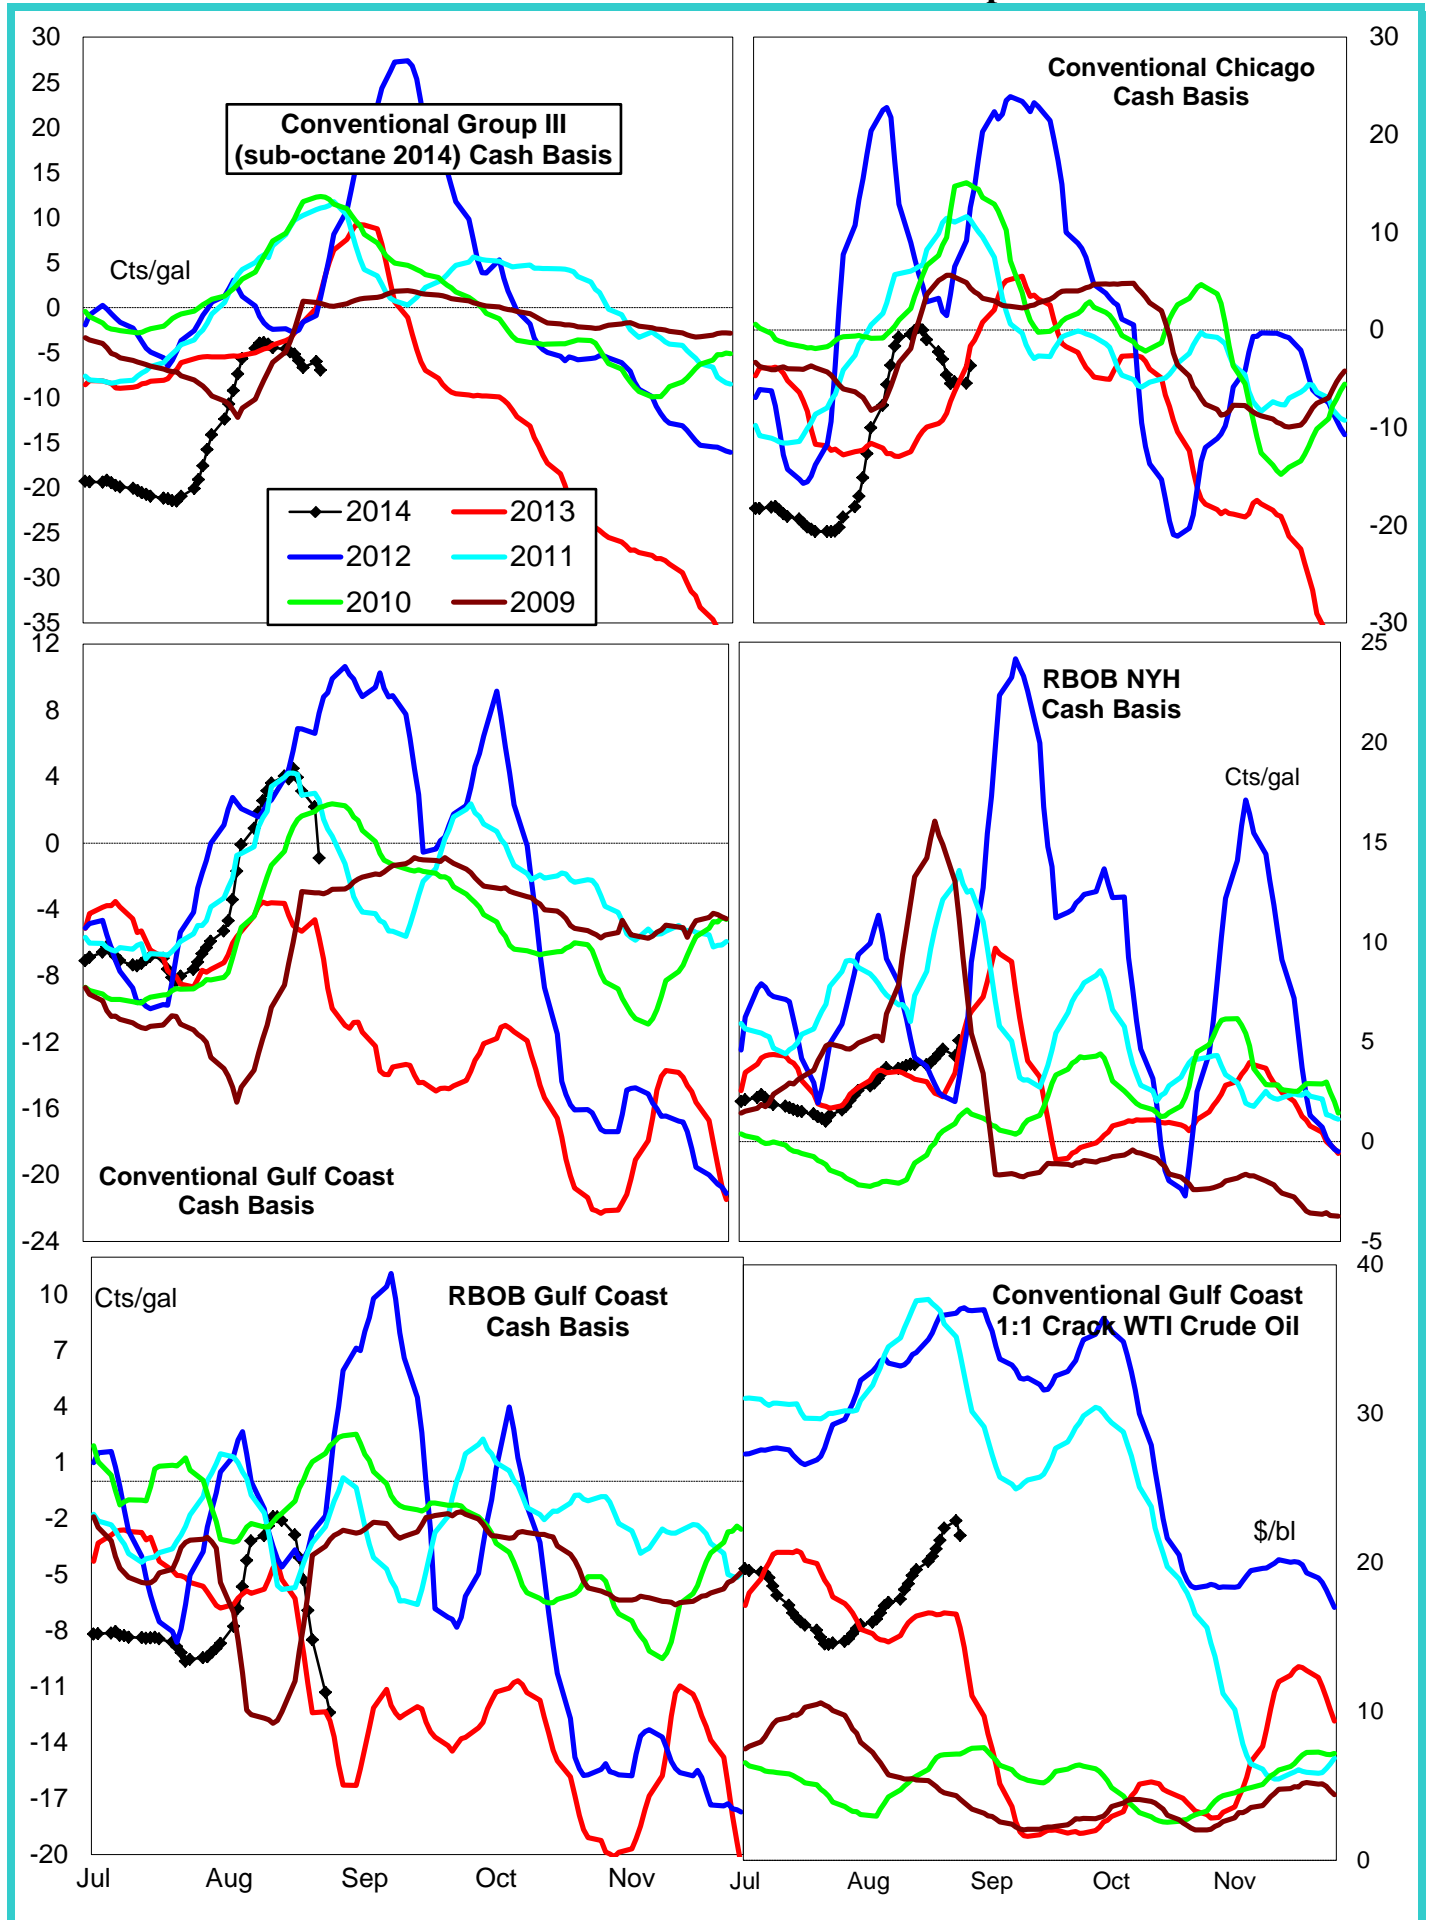 30
25
20
15
10
5
0
-5
-10
-15
-20
-25
-30
-35
Conventional Group III
(sub-octane 2014) Cash Basis
Cts/gal
2014
2013
2012
2011
2010
2009
Conventional Chicago
Cash Basis
30
20
10
0
-10
-20
-30
12
8
4
0
-4
-8
-12
-16
-20
-24
Conventional Gulf Coast
Cash Basis
RBOB NYH
Cash Basis
Cts/gal
25
20
15
10
5
0
-5
10
7
4
1
-2
-5
-8
-11
-14
-17
-20
Cts/gal
RBOB Gulf Coast
Cash Basis
Jul
Aug
Sep
Oct
Nov
Conventional Gulf Coast
1:1 Crack WTI Crude Oil
$/bl
40
30
20
10
0
Jul
Aug
Sep
Oct
Nov